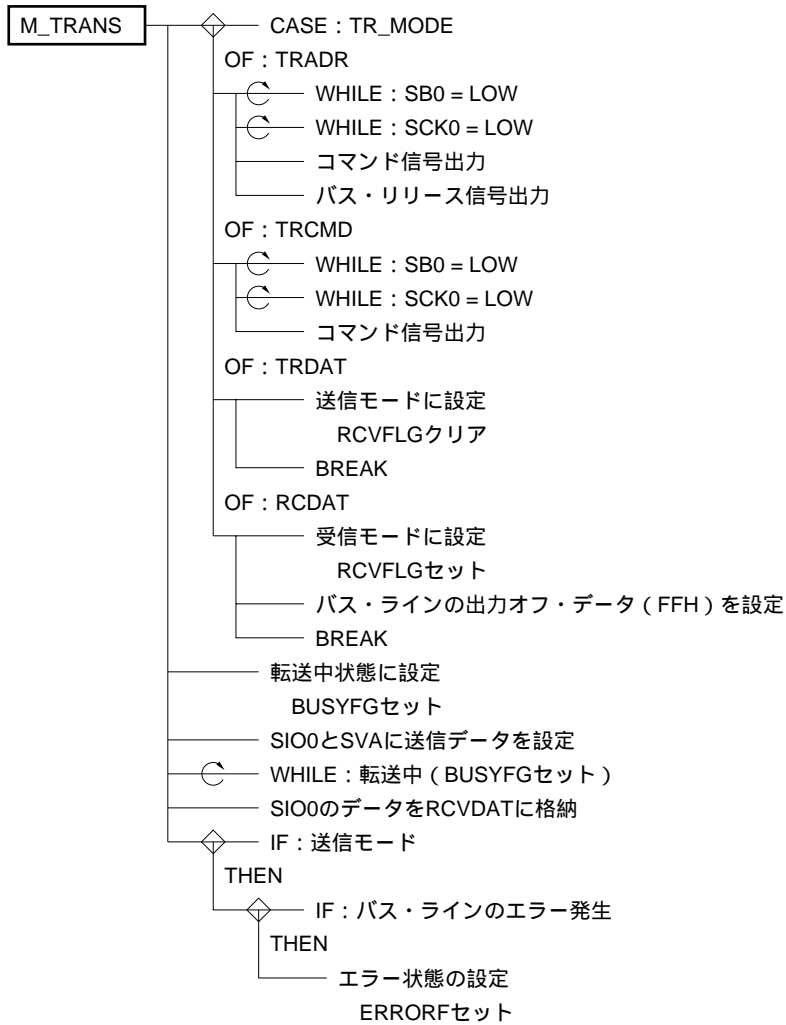 M_TRANS CASE：TR_MODE
OF：TRADR
WHILE：SB0 = LOW
WHILE：SCK0 = LOW
コマンド信号出力
バス・リリース信号出力
OF：TRCMD
WHILE：SB0 = LOW
WHILE：SCK0 = LOW
コマンド信号出力
OF：TRDAT
送信モードに設定
RCVFLGクリア
BREAK
OF：RCDAT
受信モードに設定
RCVFLGセット
バス・ラインの出力オフ・データ（FFH）を設定
BREAK
転送中状態に設定
BUSYFGセット
SIO0とSVAに送信データを設定
WHILE：転送中（BUSYFGセット）
SIO0のデータをRCVDATに格納
IF：送信モード
THEN
IF：バス・ラインのエラー発生
THEN
エラー状態の設定
ERRORFセット